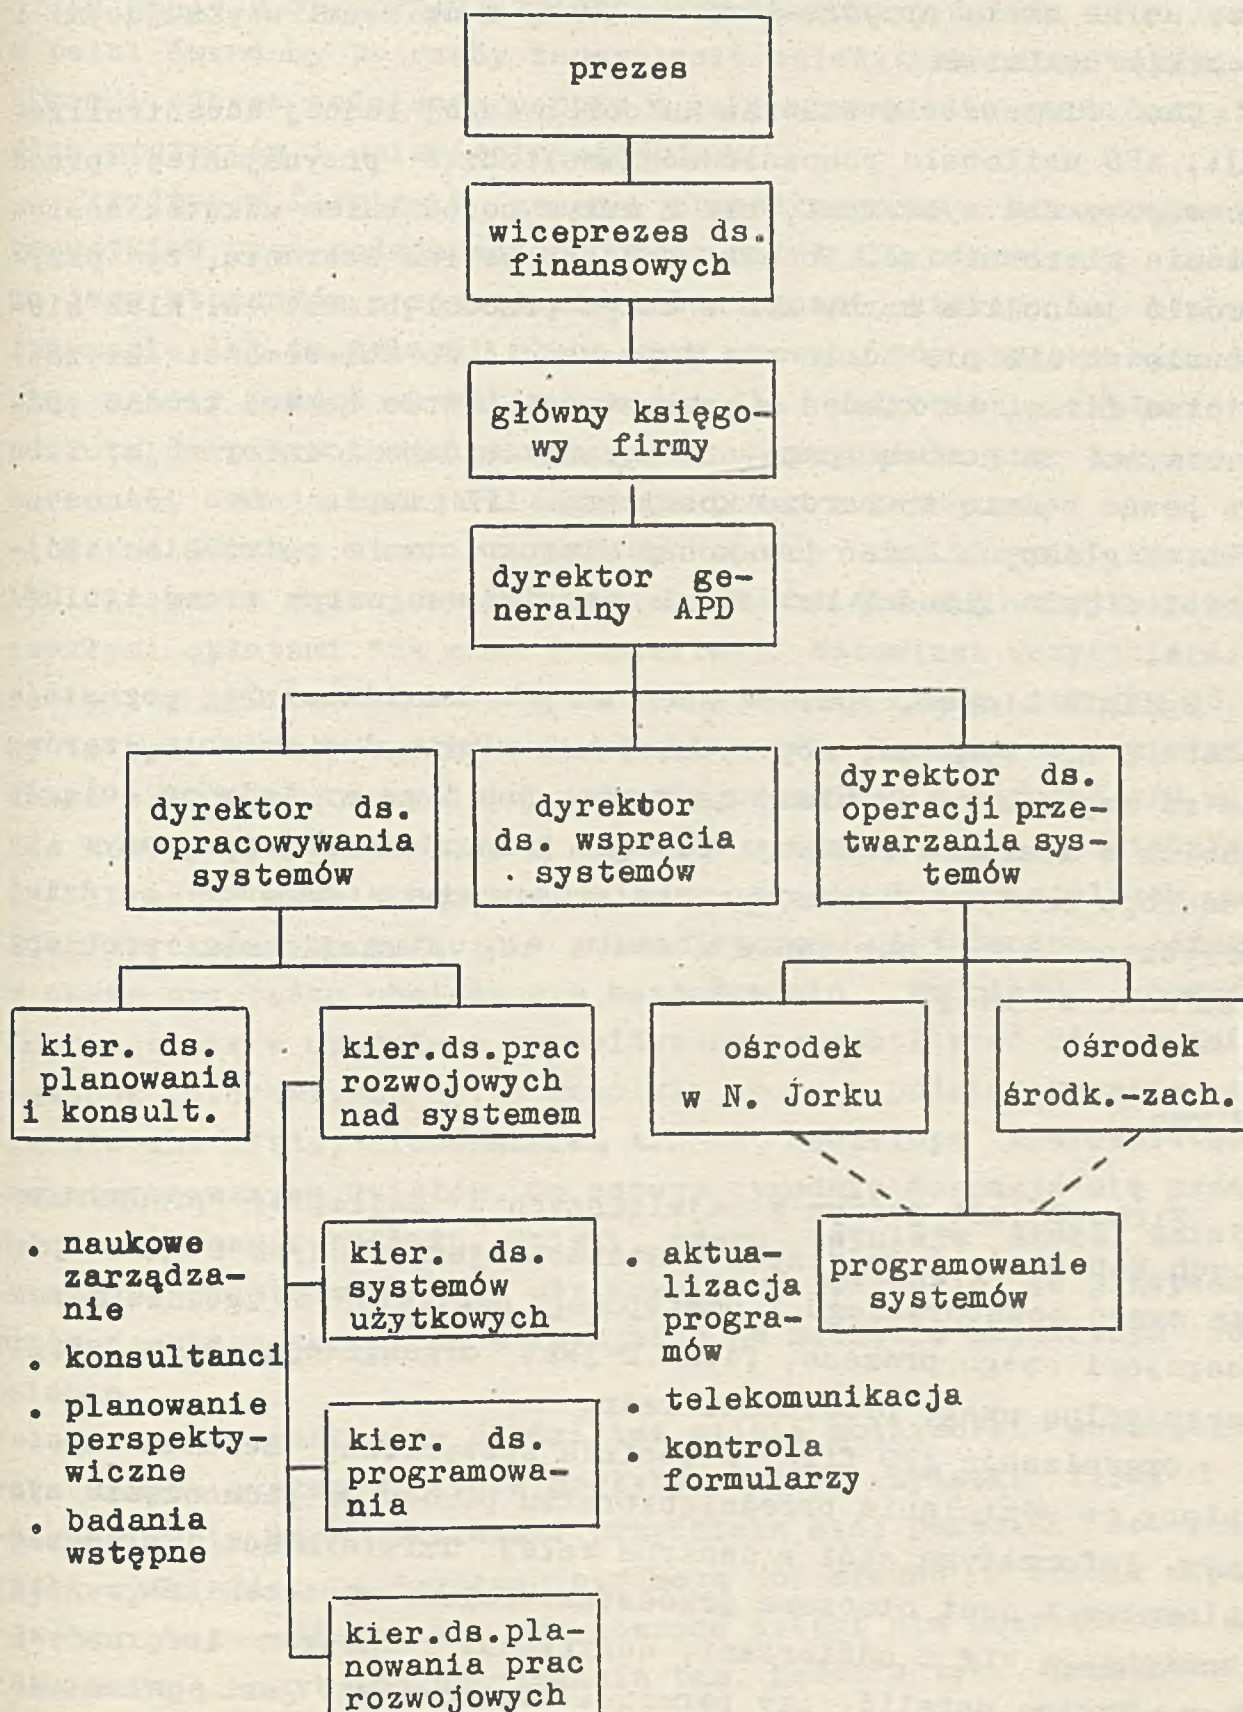 prezes
wiceprezes ds.
finansowych
główny księgo-
wy firmy
dyrektor ge-
neralny APD
dyrektor ds.
opracowywania
systemów
dyrektor
ds. wspracia
systemów
dyrektor ds.
operacji prze-
twarzania sys-
temów
kier. ds.
planowania
i konsult.
kier.ds.prac
rozwojowych
nad systemem
ośrodek
w N. Jorku
ośrodek
środk.-zach.
• naukowe
zarządza-
nie
• konsultanci
• planowanie
perspekty-
wiczne
• badania
wstępne
kier. ds.
systemów
użytkowych
kier. ds.
programowa-
nia
kier.ds.pla-
nowania prac
rozwojowych
• aktua-
lizacja
progra-
mów
• telekomunikacja
• kontrola
formularzy
programowanie
systemów